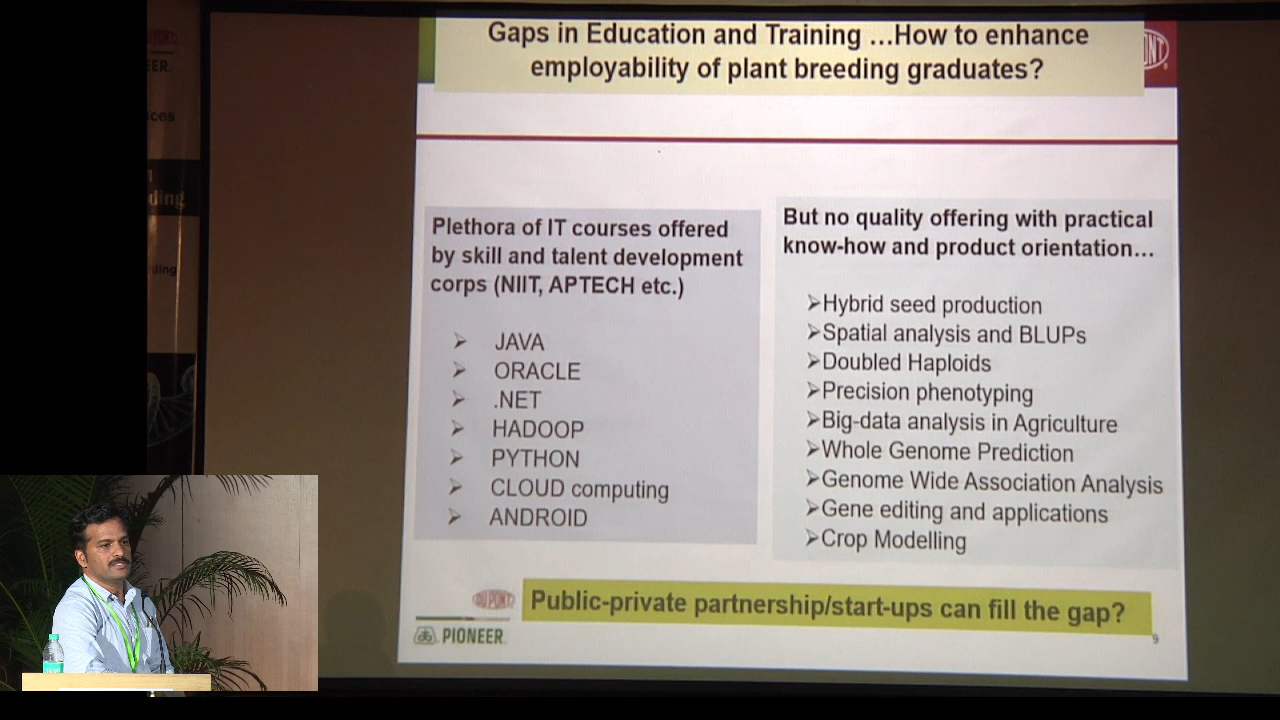 Gaps in Education and Training ...How to enhance
employability of plant breeding graduates?
Plethora of IT courses offered
by skill and talent development
corps (NIIT, APTECH etc.)
➢ JAVA
➢ ORACLE
➢ .NET
➢ HADOOP
➢ PYTHON
➢ CLOUD computing
➢ ANDROID
But no quality offering with practical
know-how and product orientation...
➢Hybrid seed production
➢Spatial analysis and BLUPs
➢Doubled Haploids
➢Precision phenotyping
➢Big-data analysis in Agriculture
➢Whole Genome Prediction
➢Genome Wide Association Analysis
➢Gene editing and applications
➢Crop Modelling
Public-private partnership/start-ups can fill the gap?
DUPONT
PIONEER.
9